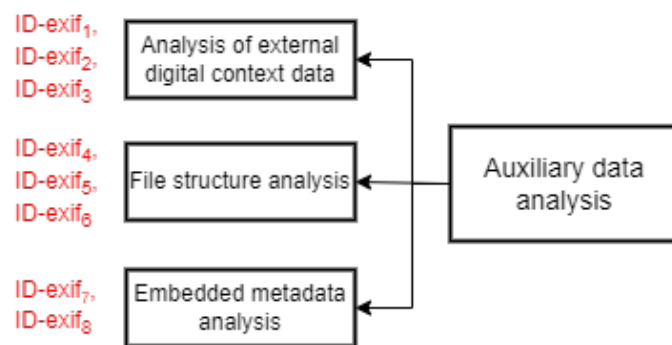 ID-exif₁,
ID-exif₂,
ID-exif₃
Analysis of external
digital context data
ID-exif₄,
ID-exif₅,
ID-exif₆
File structure analysis
Auxiliary data
analysis
ID-exif₇,
ID-exif₈
Embedded metadata
analysis